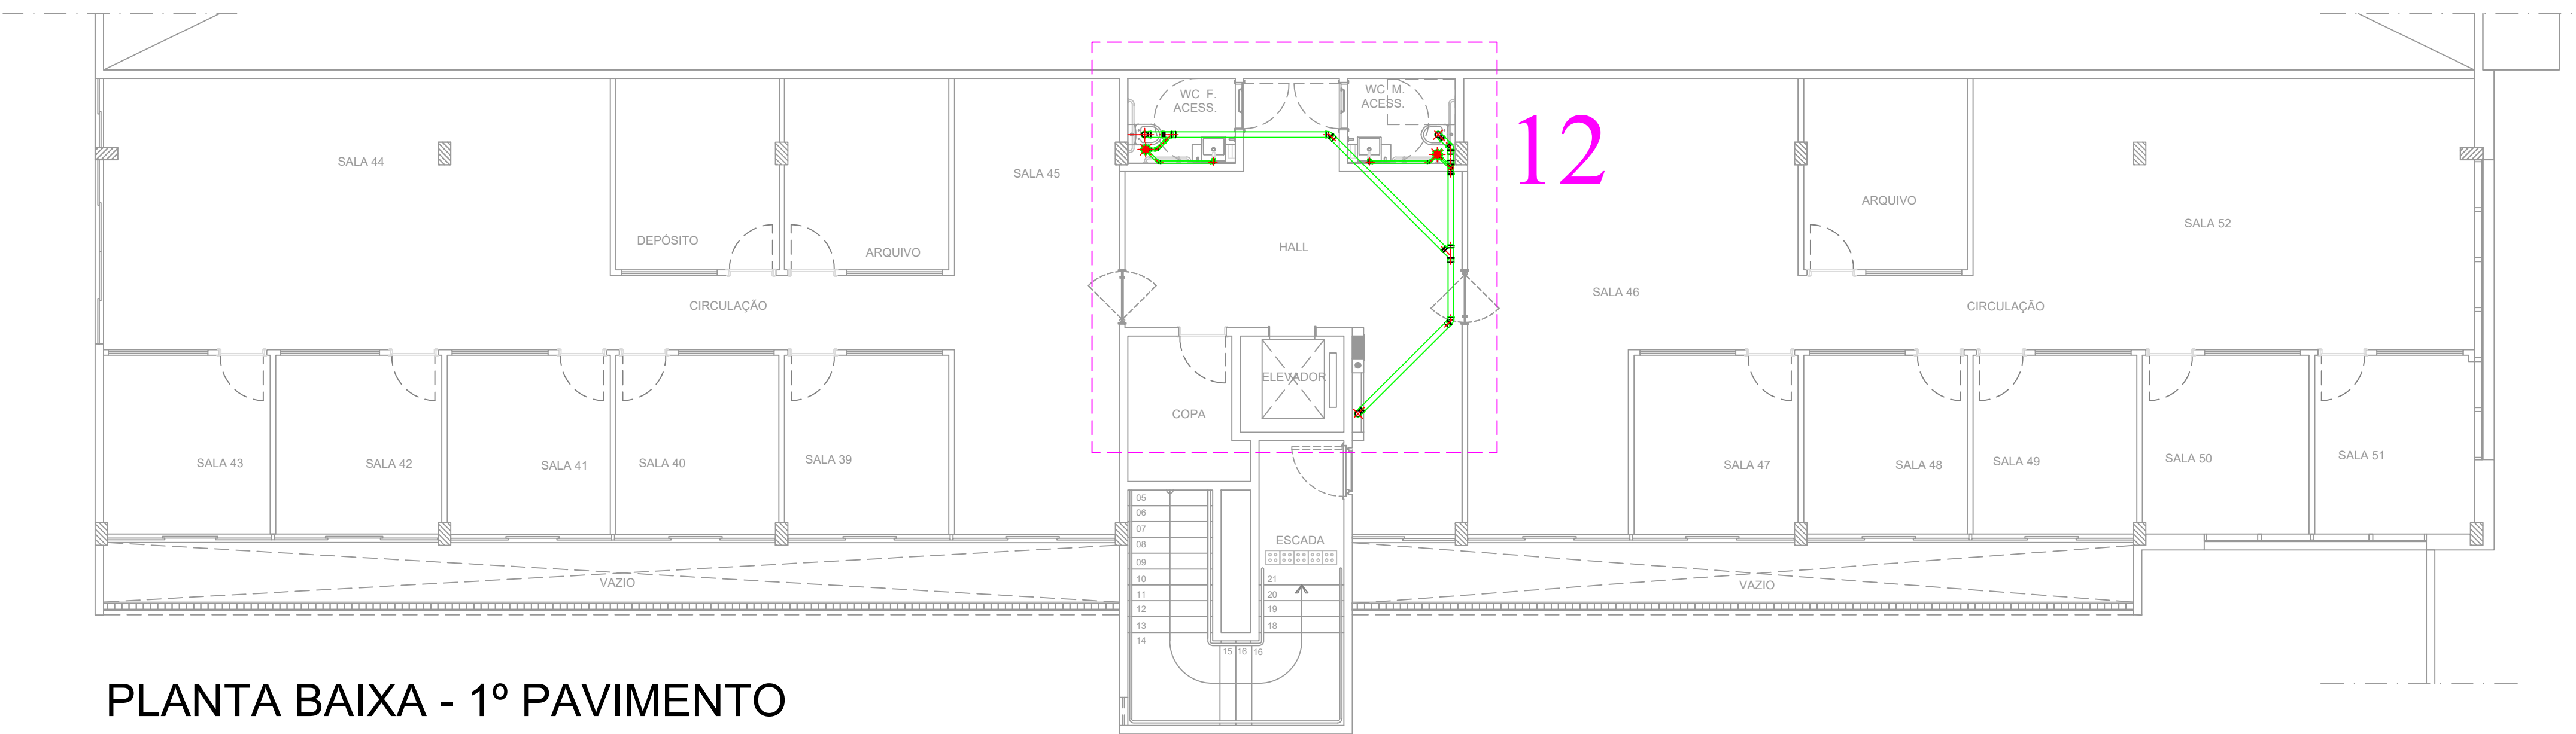 WC F.
ACESS.
WC M.
ACESS.
12
SALA 44
SALA 45
ARQUIVO
SALA 52
DEPÓSITO
ARQUIVO
HALL
SALA 46
CIRCULAÇÃO
CIRCULAÇÃO
ELEVADOR
COPA
SALA 43
SALA 42
SALA 41
SALA 40
SALA 39
SALA 47
SALA 48
SALA 49
SALA 50
SALA 51
05
06
07
08
09
10
11
12
13
14
15 16 16
ESCADA
21
20
19
18
VAZIO
VAZIO
PLANTA BAIXA - 1º PAVIMENTO